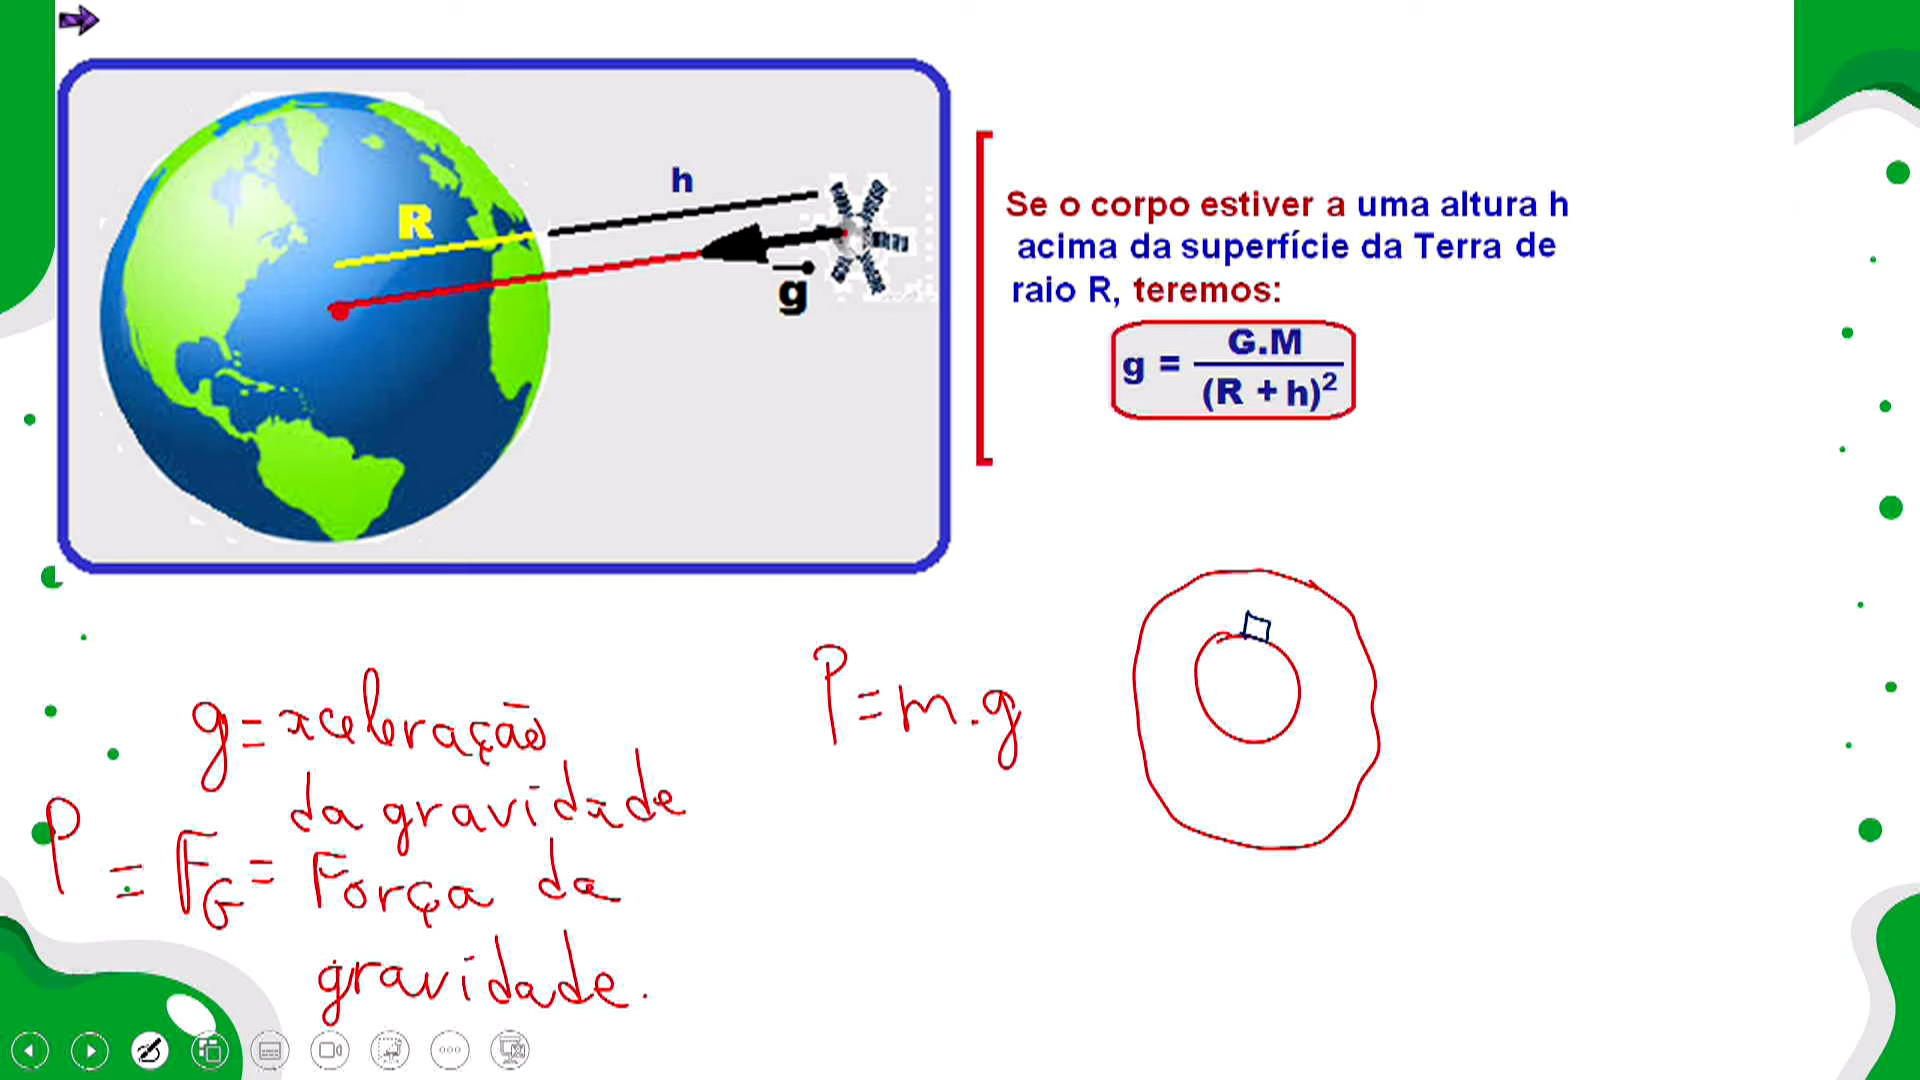 R
h
g
Se o corpo estiver a uma altura h
acima da superfície da Terra de
raio R, teremos:
g = G.M / (R + h)²
g = aceleração
da gravidade
P = F_G = Força da
gravidade.
P = m.g